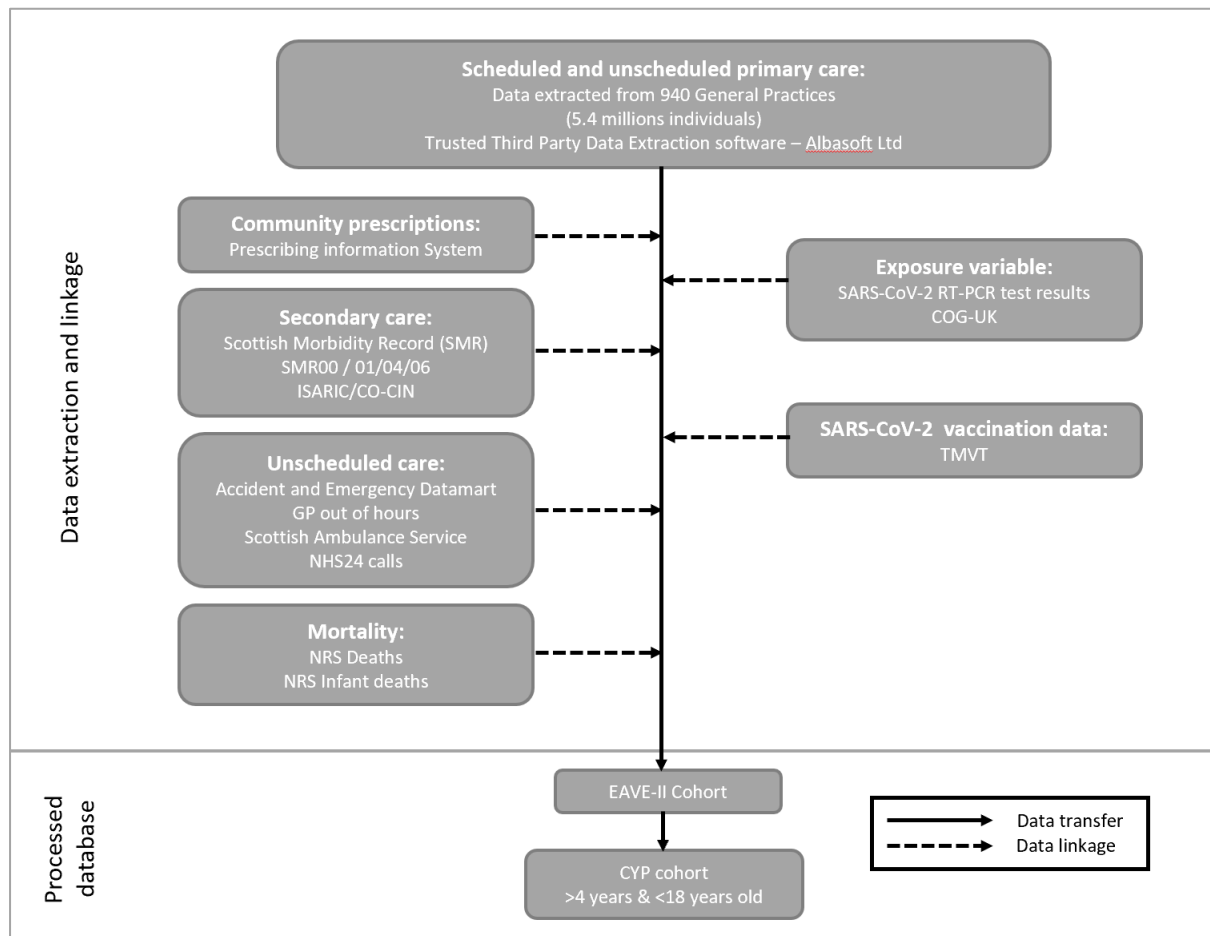 Scheduled and unscheduled primary care:
Data extracted from 940 General Practices
(5.4 millions individuals)
Trusted Third Party Data Extraction software – Albasoft Ltd
Community prescriptions:
Prescribing information System
Exposure variable:
SARS-CoV-2 RT-PCR test results
COG-UK
Secondary care:
Scottish Morbidity Record (SMR)
SMR00 / 01/04/06
ISARIC/CO-CIN
SARS-CoV-2  vaccination data:
TMVT
Unscheduled care:
Accident and Emergency Datamart
GP out of hours
Scottish Ambulance Service
NHS24 calls
Mortality:
NRS Deaths
NRS Infant deaths
Data extraction and linkage
EAVE-II Cohort
CYP cohort
>4 years & <18 years old
Processed
database
Data transfer
Data linkage